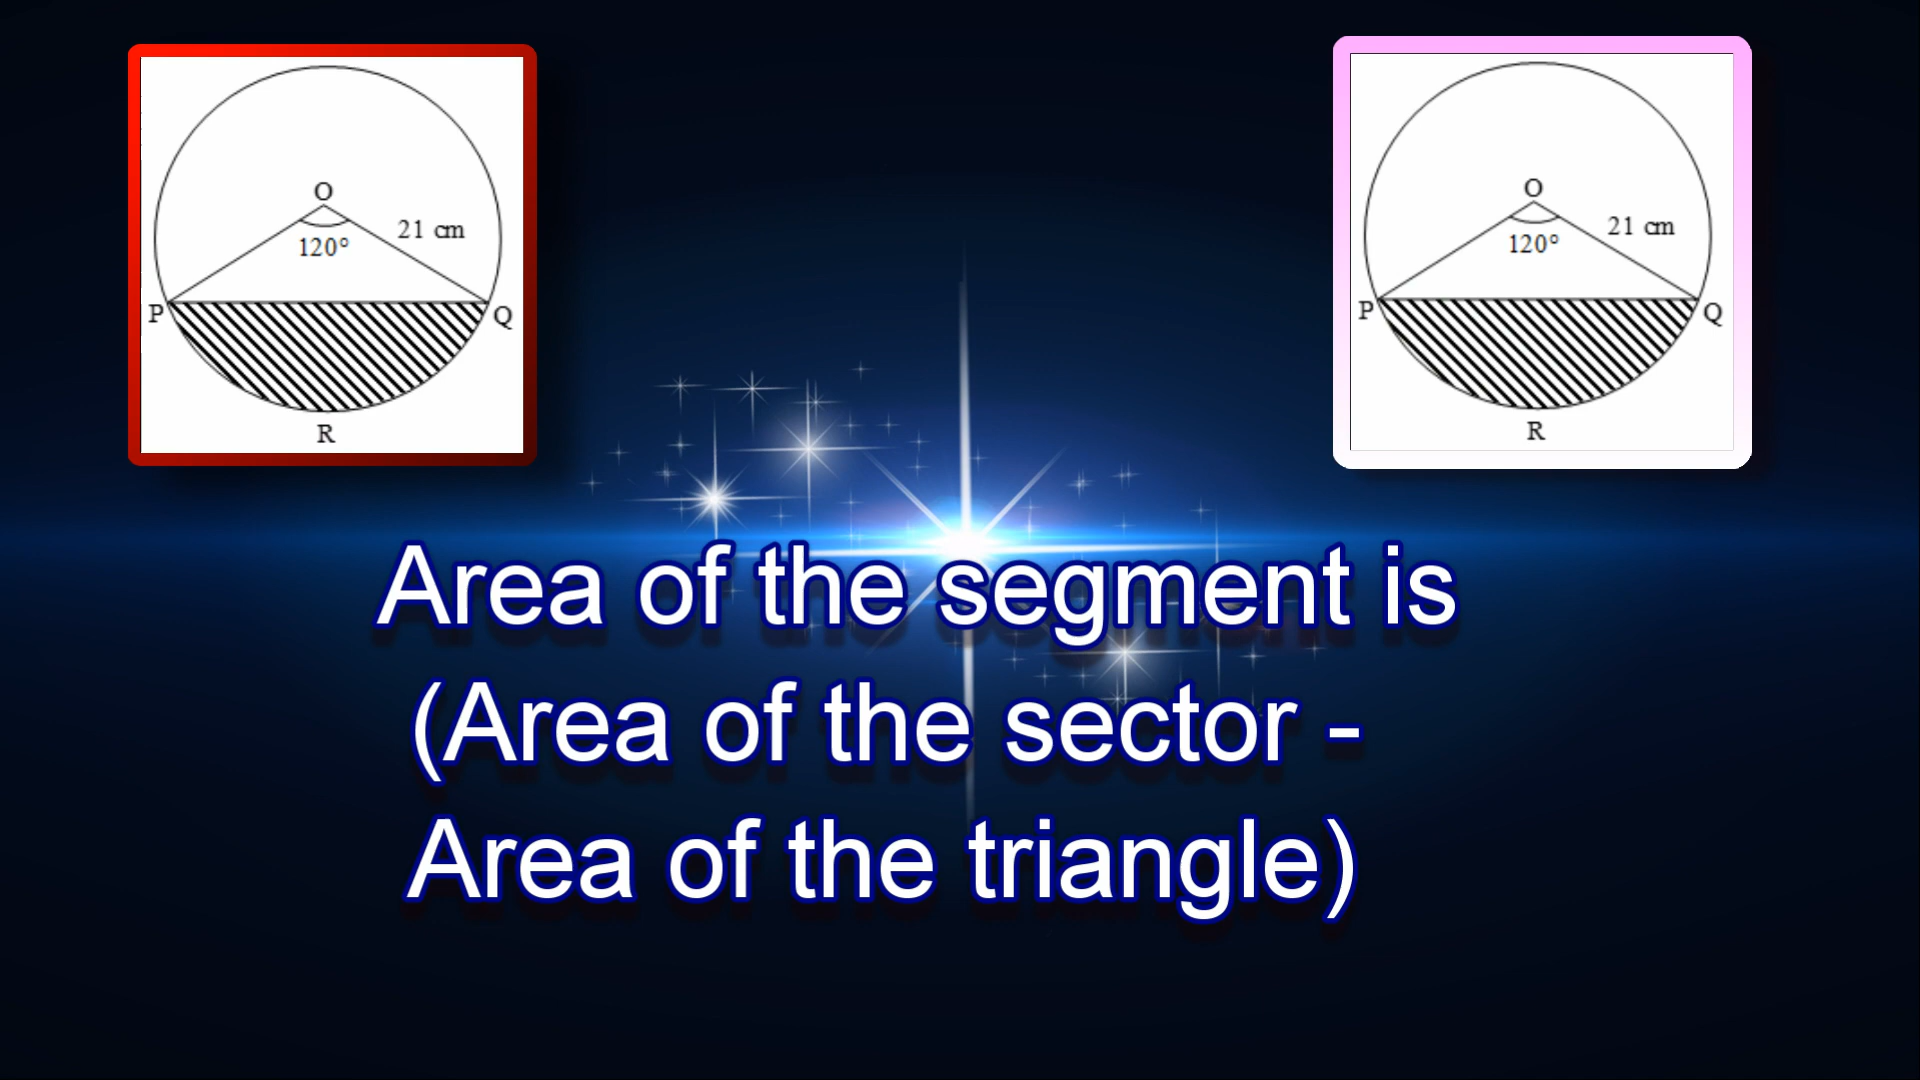 O
21 cm
120°
P
Q
R
O
21 cm
120°
P
Q
R
Area of the segment is
(Area of the sector -
Area of the triangle)